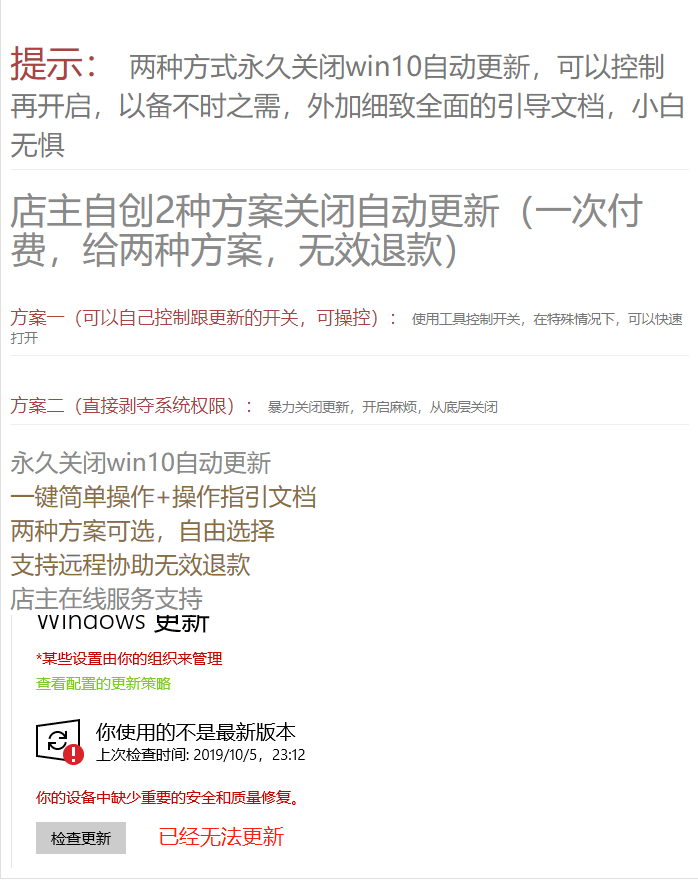 提示： 两种方式永久关闭win10自动更新，可以控制
再开启，以备不时之需，外加细致全面的引导文档，小白
无惧
店主自创2种方案关闭自动更新（一次付
费，给两种方案，无效退款）
方案一（可以自己控制跟更新的开关，可操控）： 使用工具控制开关，在特殊情况下，可以快速
打开
方案二（直接剥夺系统权限）： 暴力关闭更新，开启麻烦，从底层关闭
永久关闭win10自动更新
一键简单操作+操作指引文档
两种方案可选，自由选择
支持远程协助无效退款
店主在线服务支持
Windows 更新
*某些设置由你的组织来管理
查看配置的更新策略
你使用的不是最新版本
上次检查时间: 2019/10/5，23:12
你的设备中缺少重要的安全和质量修复。
检查更新 已经无法更新